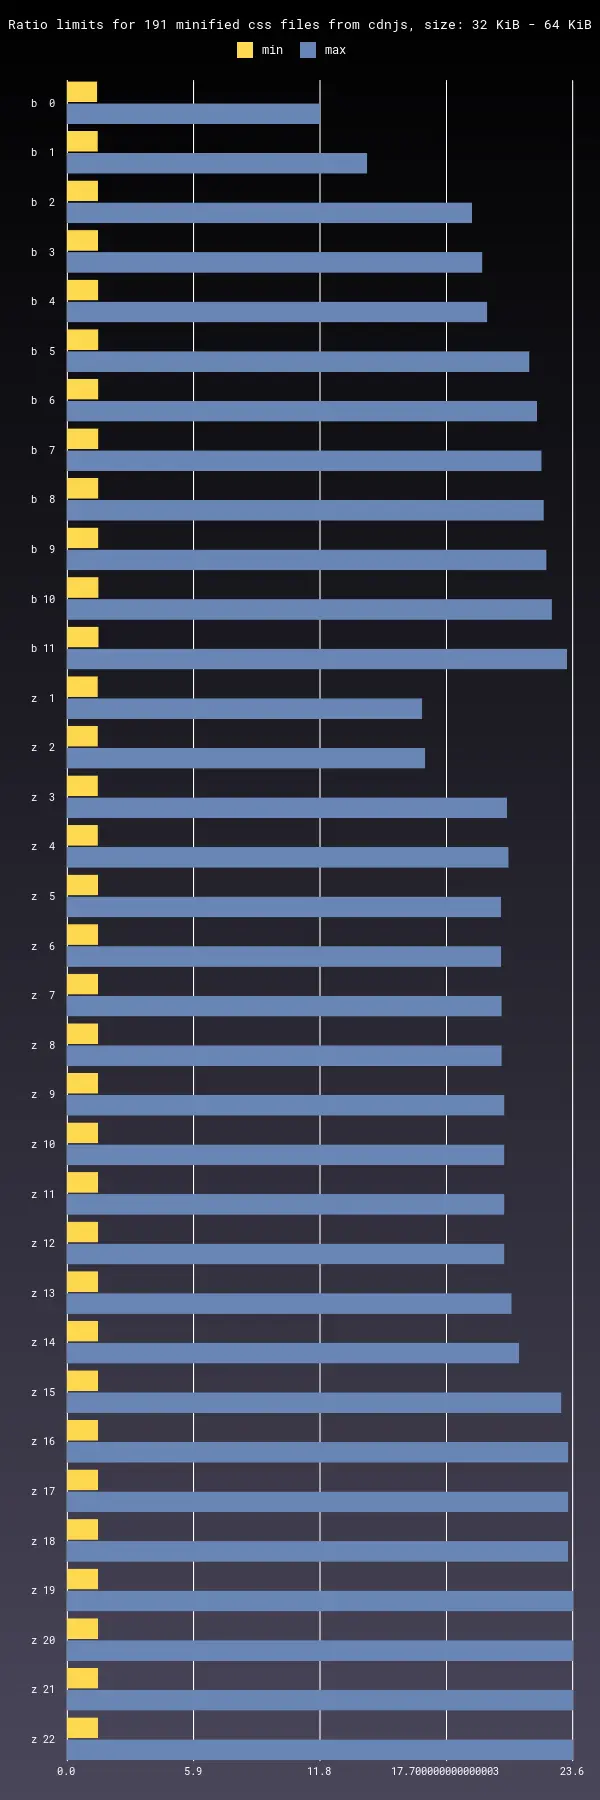 Ratio limits for 191 minified css files from cdnjs, size: 32 KiB - 64 KiB
min max
b 0
b 1
b 2
b 3
b 4
b 5
b 6
b 7
b 8
b 9
b 10
b 11
z 1
z 2
z 3
z 4
z 5
z 6
z 7
z 8
z 9
z 10
z 11
z 12
z 13
z 14
z 15
z 16
z 17
z 18
z 19
z 20
z 21
z 22
0.0 5.9 11.8 17.700000000000003 23.6